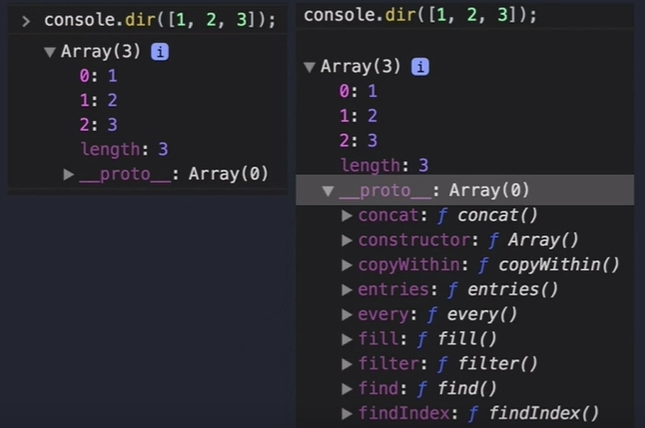 > console.dir([1, 2, 3]);
▼Array(3) i
0: 1
1: 2
2: 3
length: 3
▶__proto__: Array(0)
console.dir([1, 2, 3]);
▼Array(3) i
0: 1
1: 2
2: 3
length: 3
▼__proto__: Array(0)
▶concat: ƒ concat()
▶constructor: ƒ Array()
▶copyWithin: ƒ copyWithin()
▶entries: ƒ entries()
▶every: ƒ every()
▶fill: ƒ fill()
▶filter: ƒ filter()
▶find: ƒ find()
▶findIndex: ƒ findIndex()